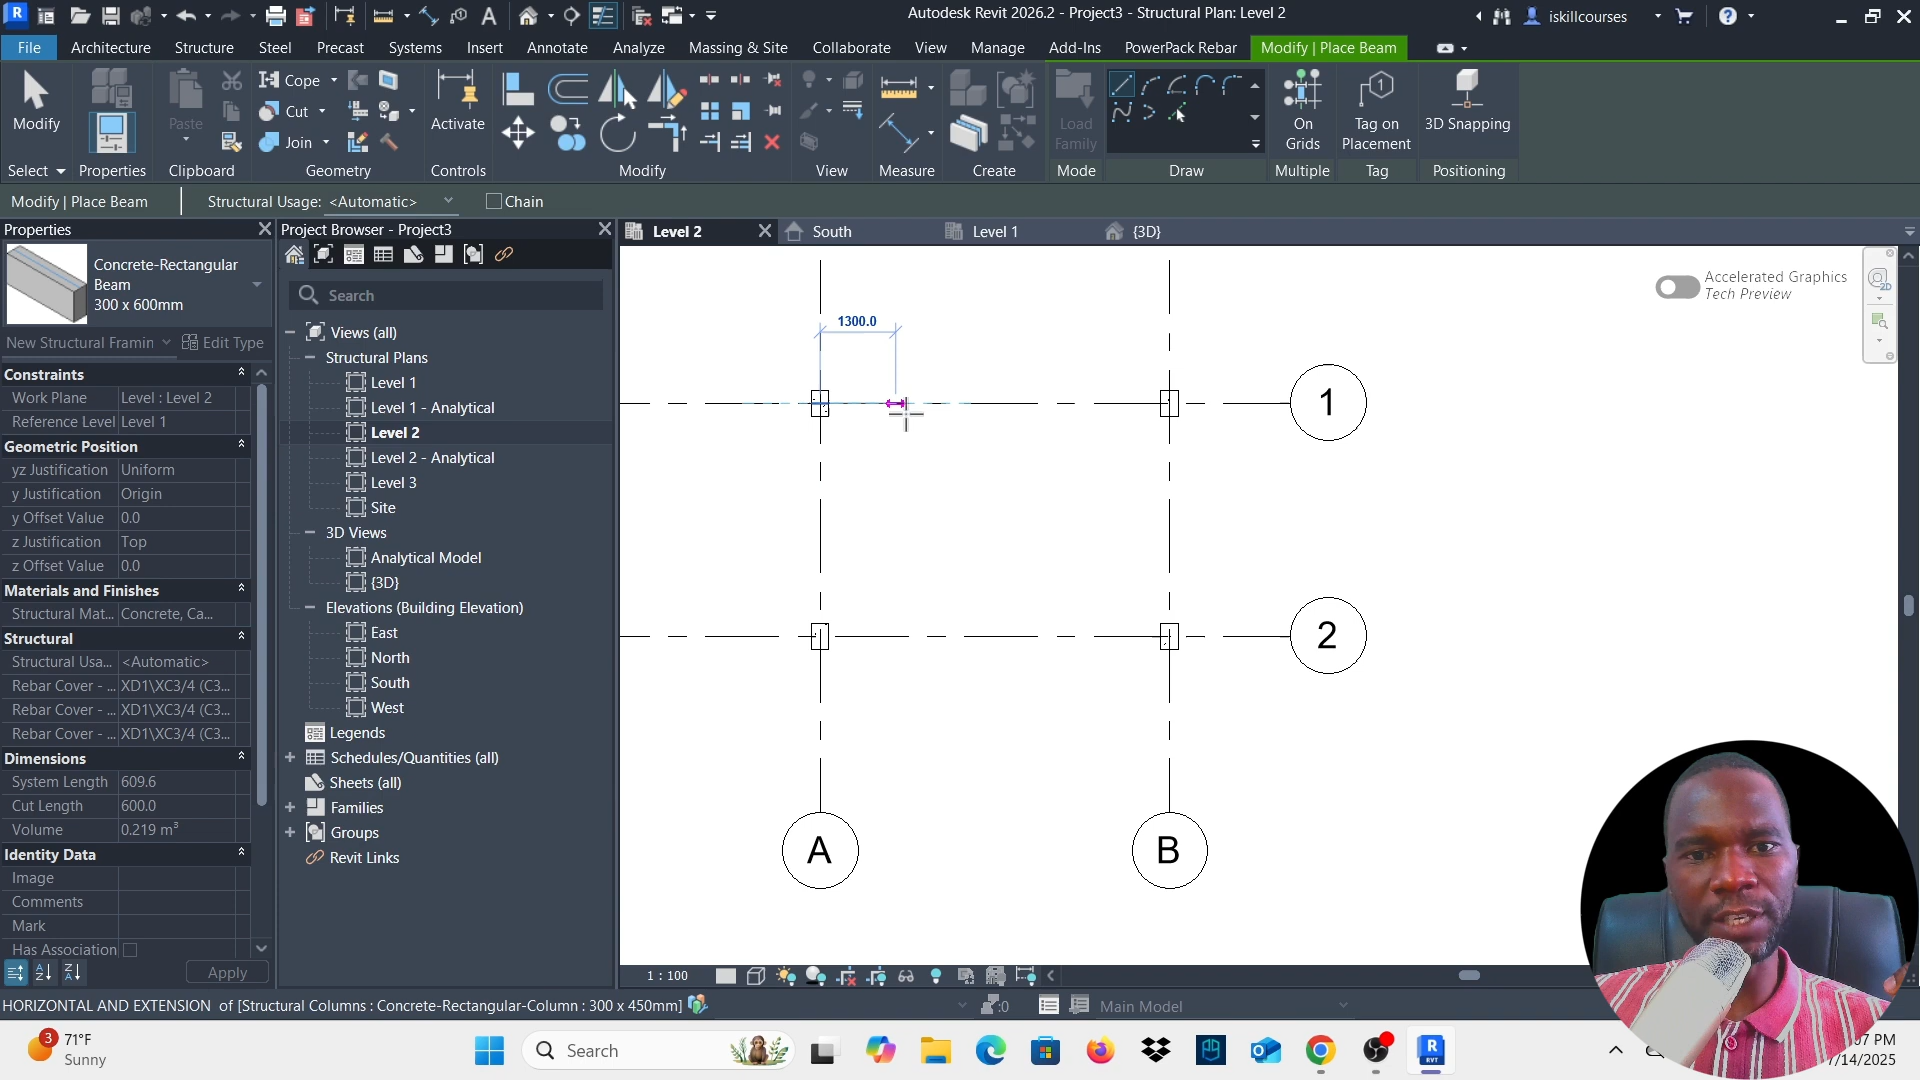 Autodesk Revit 2026.2 - Project3 - Structural Plan: Level 2
iskillcourses
File Architecture Structure Steel Precast Systems Insert Annotate Analyze Massing & Site Collaborate View Manage Add-Ins PowerPack Rebar Modify | Place Beam
Modify
Paste
Cope
Cut
Join
Activate
Load Family
On Grids
Tag on Placement
3D Snapping
Select Properties Clipboard Geometry Controls Modify View Measure Create Mode Draw Multiple Tag Positioning
Modify | Place Beam Structural Usage: <Automatic> Chain
Properties
Concrete-Rectangular Beam
300 x 600mm
New Structural Framin Edit Type
Constraints
Work Plane Level : Level 2
Reference Level Level 1
Geometric Position
yz Justification Uniform
y Justification Origin
y Offset Value 0.0
z Justification Top
z Offset Value 0.0
Materials and Finishes
Structural Mat... Concrete, Ca...
Structural
Structural Usa... <Automatic>
Rebar Cover - ... XD1\XC3/4 (C3...
Rebar Cover - ... XD1\XC3/4 (C3...
Rebar Cover - ... XD1\XC3/4 (C3...
Dimensions
System Length 609.6
Cut Length 600.0
Volume 0.219 m³
Identity Data
Image
Comments
Mark
Has Association
Apply
Project Browser - Project3
Search
Views (all)
Structural Plans
Level 1
Level 1 - Analytical
Level 2
Level 2 - Analytical
Level 3
Site
3D Views
Analytical Model
{3D}
Elevations (Building Elevation)
East
North
South
West
Legends
Schedules/Quantities (all)
Sheets (all)
Families
Groups
Revit Links
Level 2 South Level 1 {3D}
Accelerated Graphics
Tech Preview
2D
1300.0
1
2
A B
1 : 100
HORIZONTAL AND EXTENSION of [Structural Columns : Concrete-Rectangular-Column : 300 x 450mm] :0 Main Model
3
71°F
Sunny
Search
07 PM
7/14/2025